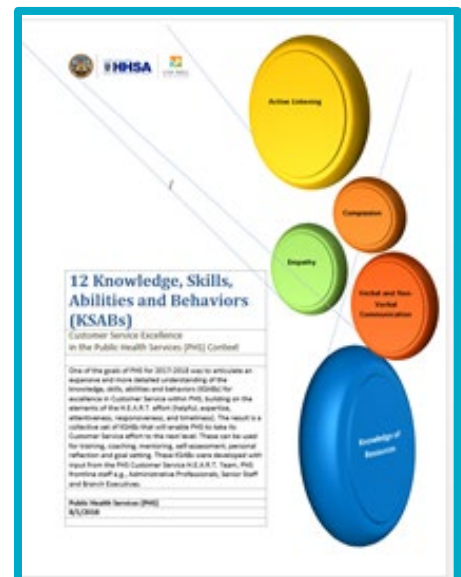 HHSA
LIVE WELL
Active Listening
Compassion
Empathy
Verbal and Non-
Verbal
Communication
Knowledge of
Resources
12 Knowledge, Skills,
Abilities and Behaviors
(KSABs)
Customer Service Excellence
in the Public Health Services (PHS) Context
One of the goals of PHS for 2017-2018 was to articulate an
expansive and more detailed understanding of the
knowledge, skills, abilities and behaviors (KSABs) for
excellence in Customer Service within PHS, building on the
elements of the H.E.A.R.T. effort (helpful, expertise,
attentiveness, responsiveness, and timeliness). The result is a
collective set of KSABs that will enable PHS to take its
Customer Service effort to the next level. These can be used
for training, coaching, mentoring, self-assessment, personal
reflection and goal setting. These KSABs were developed with
input from the PHS Customer Service H.E.A.R.T. Team, PHS
frontline staff e.g., Administrative Professionals, Senior Staff
and Branch Executives.
Public Health Services (PHS)
8/1/2018